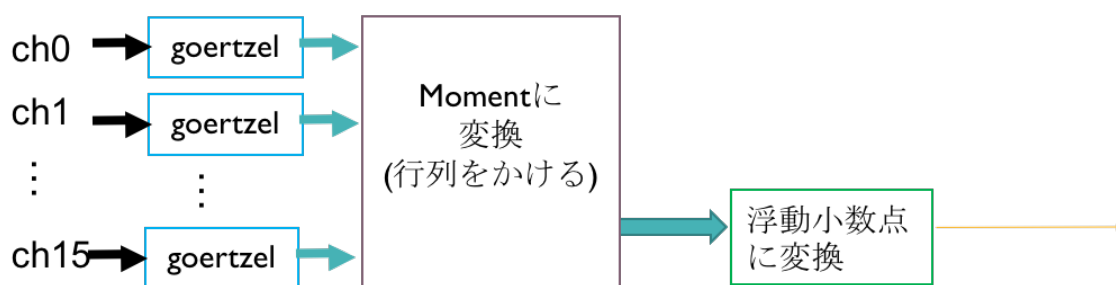 ch0
goertzel
ch1
goertzel
⋮
⋮
ch15
goertzel
Momentに
変換
(行列をかける)
浮動小数点
に変換